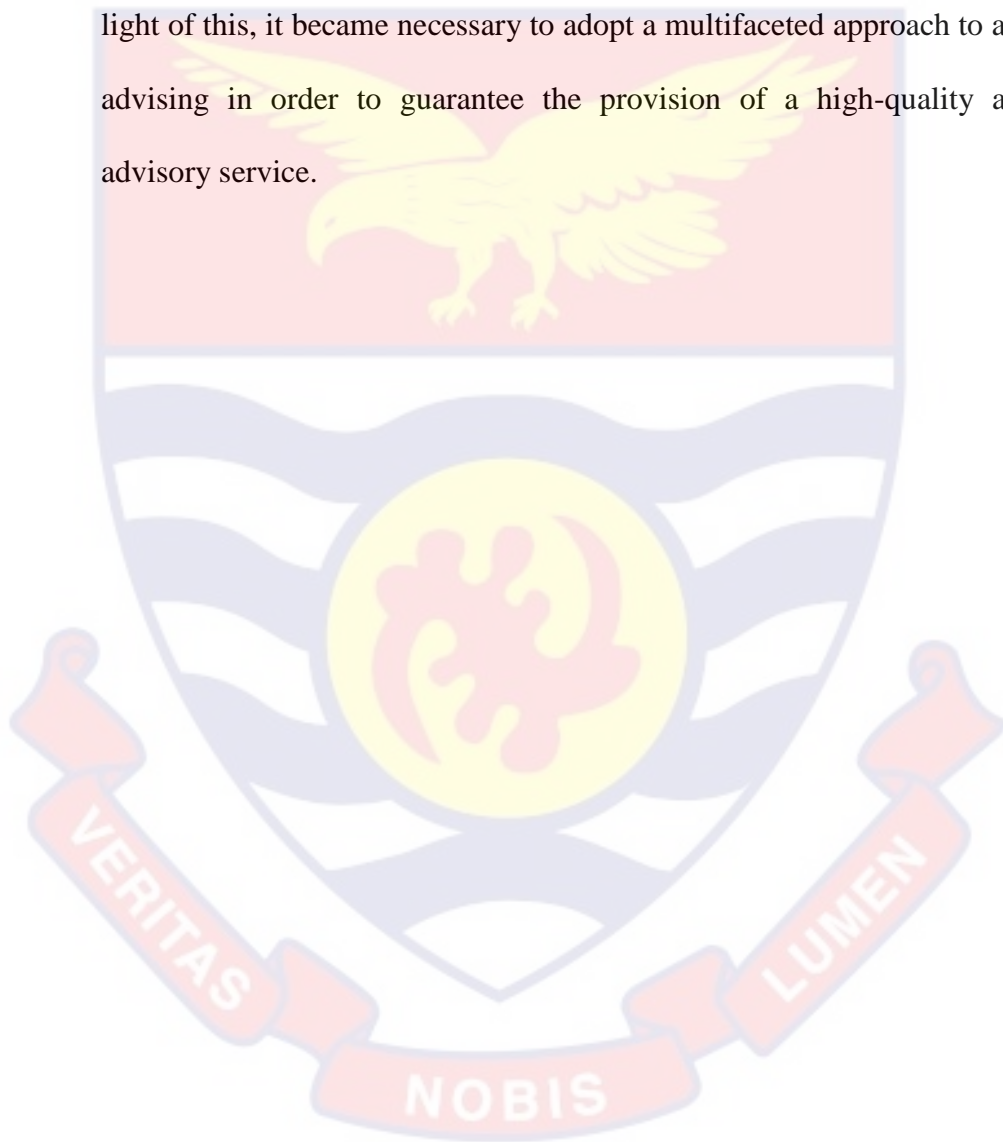 light of this, it became necessary to adopt a multifaceted approach to a
advising in order to guarantee the provision of a high-quality a
advisory service.
VERITAS
NOBIS
LUMEN